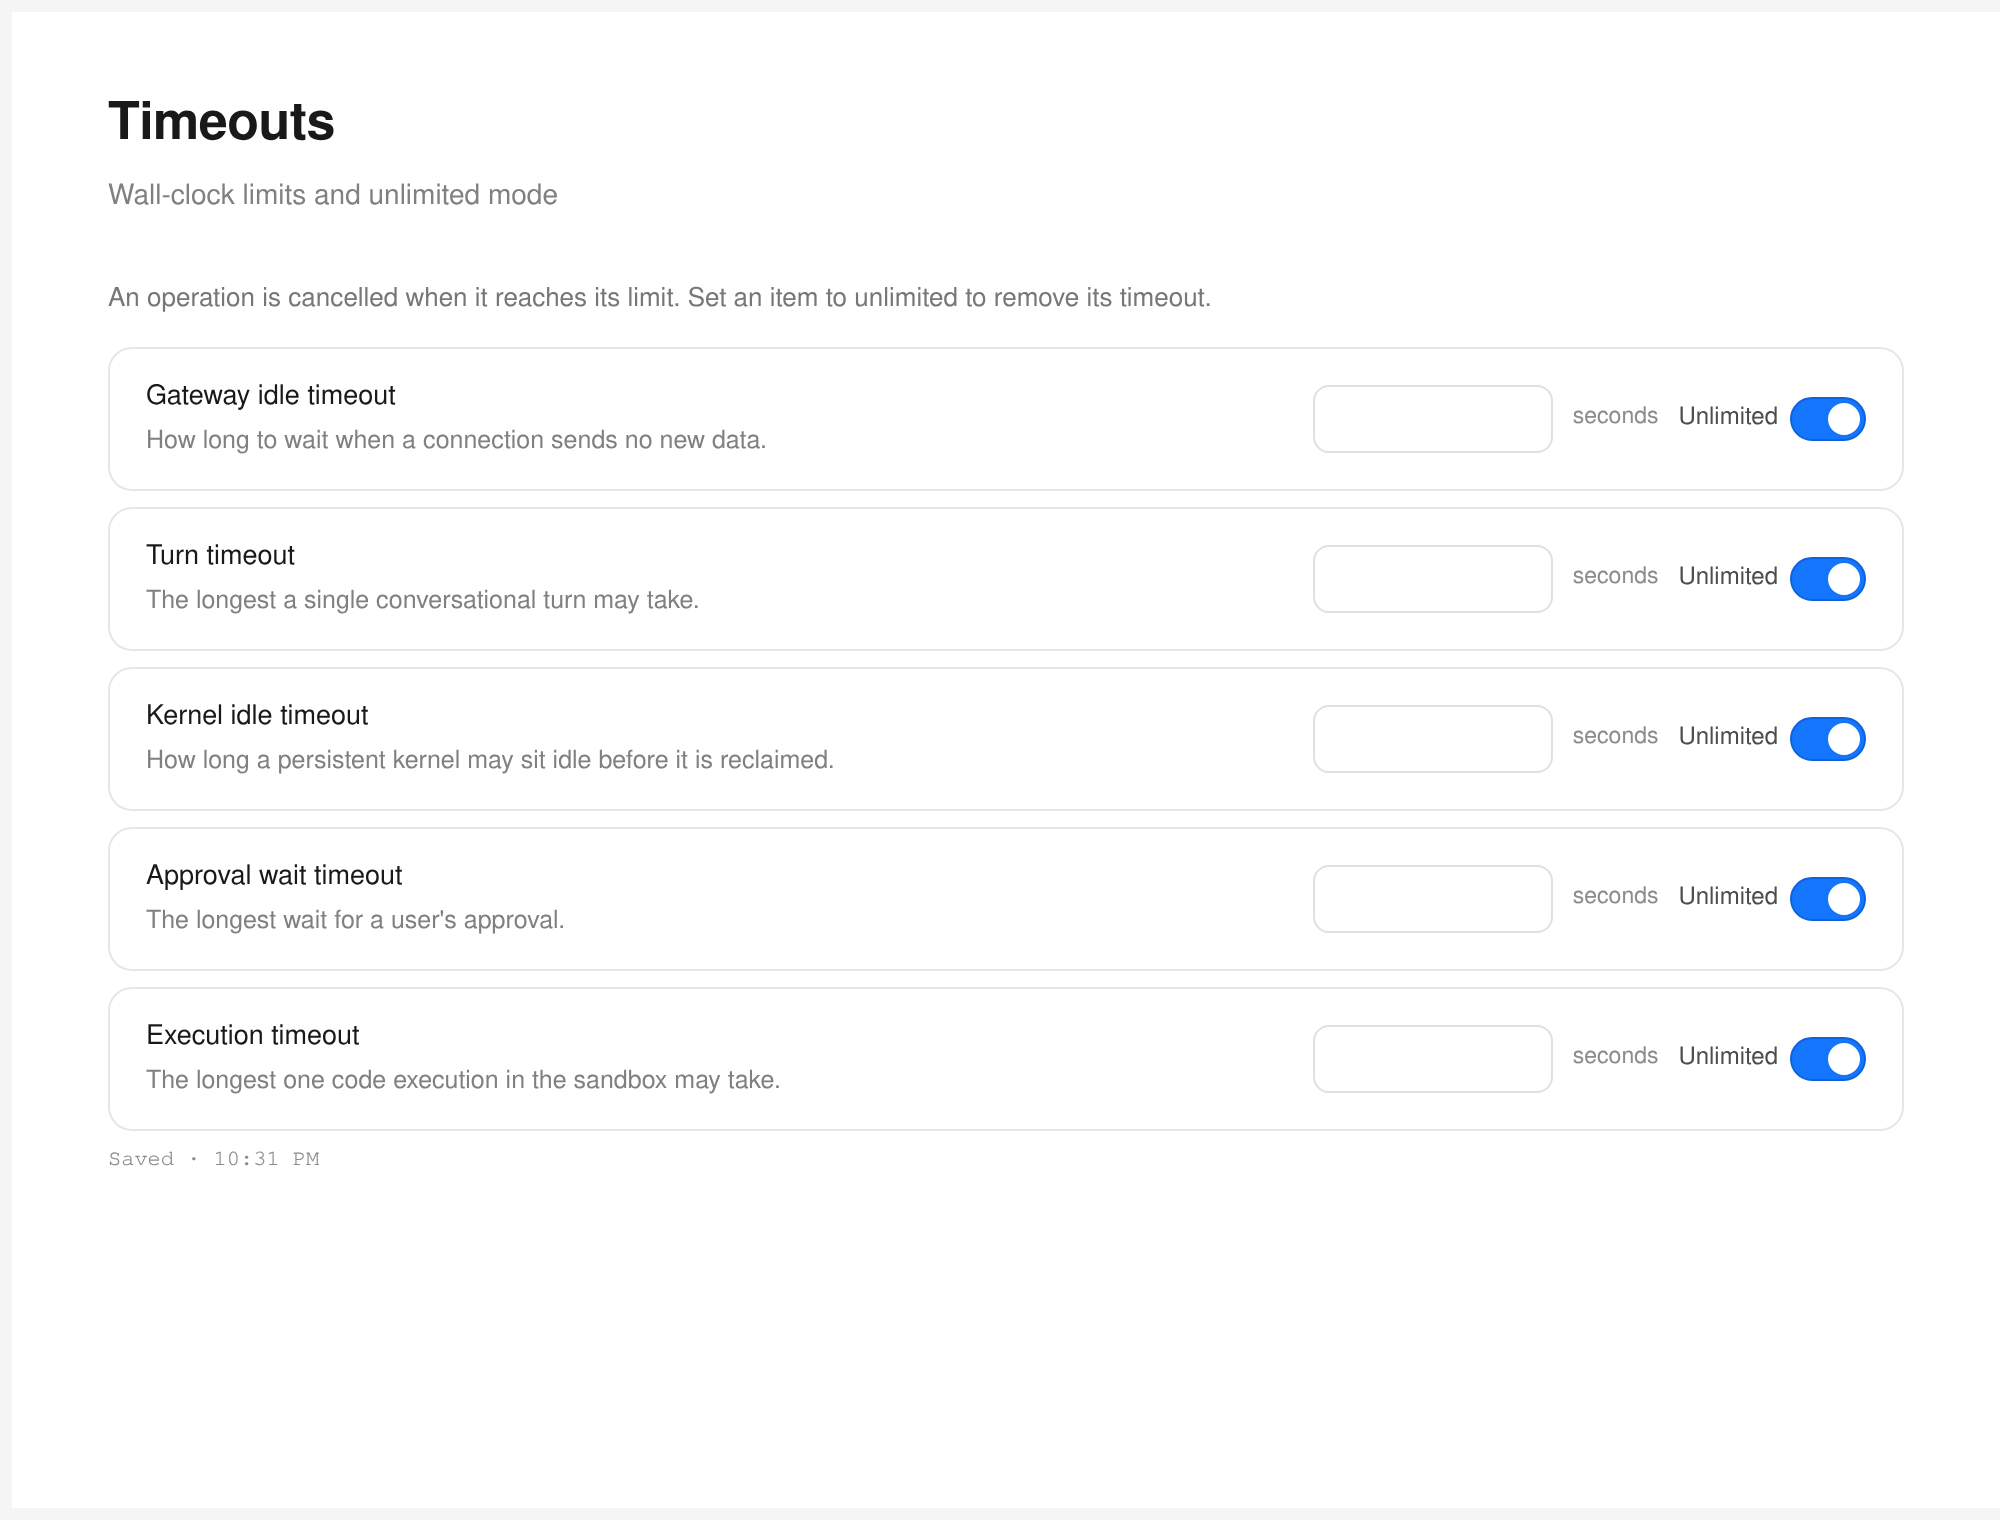 Timeouts
Wall-clock limits and unlimited mode
An operation is cancelled when it reaches its limit. Set an item to unlimited to remove its timeout.
Gateway idle timeout
How long to wait when a connection sends no new data.
seconds Unlimited
Turn timeout
The longest a single conversational turn may take.
seconds Unlimited
Kernel idle timeout
How long a persistent kernel may sit idle before it is reclaimed.
seconds Unlimited
Approval wait timeout
The longest wait for a user's approval.
seconds Unlimited
Execution timeout
The longest one code execution in the sandbox may take.
seconds Unlimited
Saved · 10:31 PM